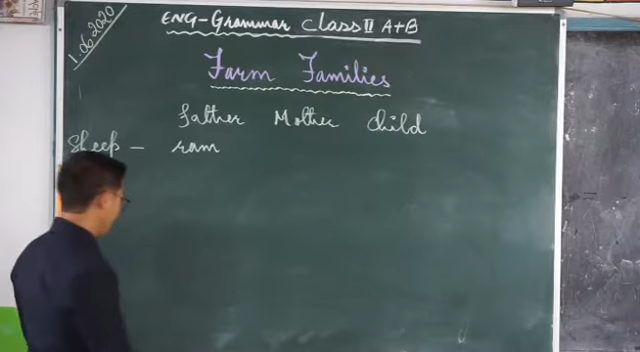 1.06.2020
ENG-Grammar Class II A+B
Farm Families
father Mother child
Sheep - ram